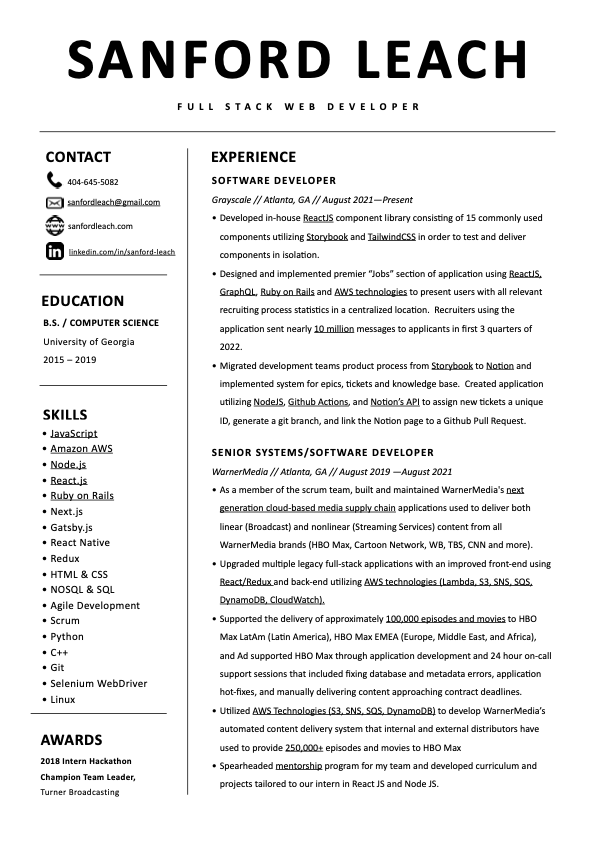 SANFORD LEACH
FULL STACK WEB DEVELOPER
CONTACT
404-645-5082
sanfordleach@gmail.com
sanfordleach.com
linkedin.com/in/sanford-leach
EDUCATION
B.S. / COMPUTER SCIENCE
University of Georgia
2015 – 2019
SKILLS
• JavaScript
• Amazon AWS
• Node.js
• React.js
• Ruby on Rails
• Next.js
• Gatsby.js
• React Native
• Redux
• HTML & CSS
• NOSQL & SQL
• Agile Development
• Scrum
• Python
• C++
• Git
• Selenium WebDriver
• Linux
AWARDS
2018 Intern Hackathon
Champion Team Leader,
Turner Broadcasting
EXPERIENCE
SOFTWARE DEVELOPER
Grayscale // Atlanta, GA // August 2021—Present
• Developed in-house ReactJS component library consisting of 15 commonly used
components utilizing Storybook and TailwindCSS in order to test and deliver
components in isolation.
• Designed and implemented premier “Jobs” section of application using ReactJS,
GraphQL, Ruby on Rails and AWS technologies to present users with all relevant
recruiting process statistics in a centralized location.  Recruiters using the
application sent nearly 10 million messages to applicants in first 3 quarters of
2022.
• Migrated development teams product process from Storybook to Notion and
implemented system for epics, tickets and knowledge base.  Created application
utilizing NodeJS, Github Actions, and Notion’s API to assign new tickets a unique
ID, generate a git branch, and link the Notion page to a Github Pull Request.
SENIOR SYSTEMS/SOFTWARE DEVELOPER
WarnerMedia // Atlanta, GA // August 2019 —August 2021
• As a member of the scrum team, built and maintained WarnerMedia's next
generation cloud-based media supply chain applications used to deliver both
linear (Broadcast) and nonlinear (Streaming Services) content from all
WarnerMedia brands (HBO Max, Cartoon Network, WB, TBS, CNN and more).
• Upgraded multiple legacy full-stack applications with an improved front-end using
React/Redux and back-end utilizing AWS technologies (Lambda, S3, SNS, SQS,
DynamoDB, CloudWatch).
• Supported the delivery of approximately 100,000 episodes and movies to HBO
Max LatAm (Latin America), HBO Max EMEA (Europe, Middle East, and Africa),
and Ad supported HBO Max through application development and 24 hour on-call
support sessions that included fixing database and metadata errors, application
hot-fixes, and manually delivering content approaching contract deadlines.
• Utilized AWS Technologies (S3, SNS, SQS, DynamoDB) to develop WarnerMedia’s
automated content delivery system that internal and external distributors have
used to provide 250,000+ episodes and movies to HBO Max
• Spearheaded mentorship program for my team and developed curriculum and
projects tailored to our intern in React JS and Node JS.